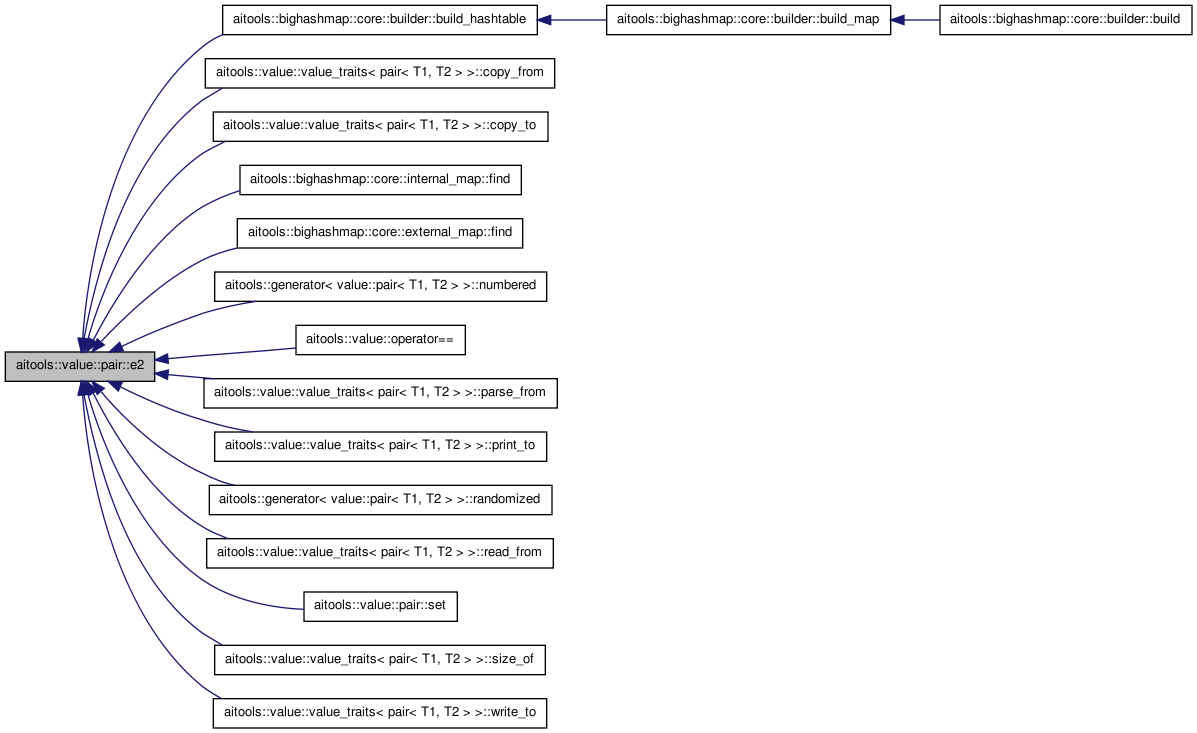 aitools::bighashmap::core::builder::build_hashtable
aitools::bighashmap::core::builder::build_map
aitools::bighashmap::core::builder::build
aitools::value::value_traits< pair< T1, T2 > >::copy_from
aitools::value::value_traits< pair< T1, T2 > >::copy_to
aitools::bighashmap::core::internal_map::find
aitools::bighashmap::core::external_map::find
aitools::generator< value::pair< T1, T2 > >::numbered
aitools::value::operator==
aitools::value::pair::e2
aitools::value::value_traits< pair< T1, T2 > >::parse_from
aitools::value::value_traits< pair< T1, T2 > >::print_to
aitools::generator< value::pair< T1, T2 > >::randomized
aitools::value::value_traits< pair< T1, T2 > >::read_from
aitools::value::pair::set
aitools::value::value_traits< pair< T1, T2 > >::size_of
aitools::value::value_traits< pair< T1, T2 > >::write_to